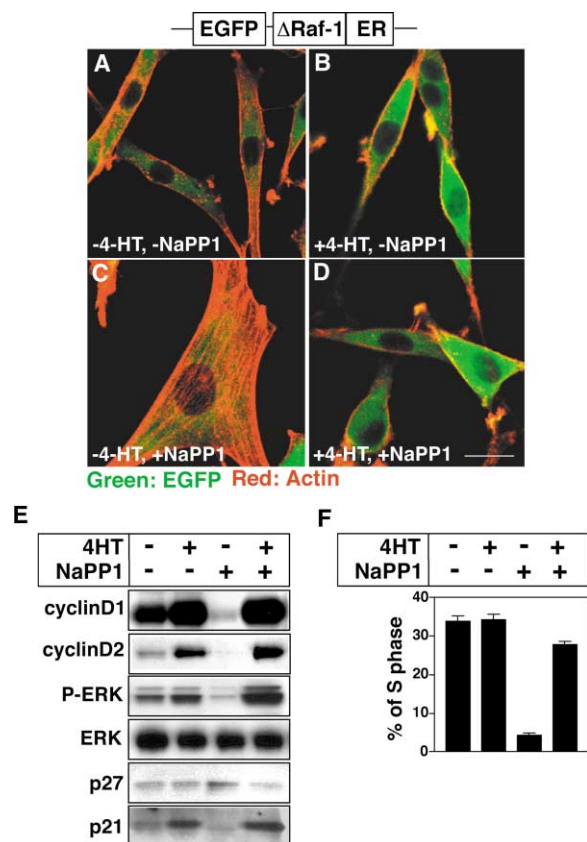 EGFP ΔRaf-1 ER
A B
-4-HT, -NaPP1 +4-HT, -NaPP1
C D
-4-HT, +NaPP1 +4-HT, +NaPP1
Green: EGFP Red: Actin
E
4HT - + - +
NaPP1 - - + +
cyclinD1
cyclinD2
P-ERK
ERK
p27
p21
F
4HT - + - +
NaPP1 - - + +
% of S phase
40
30
20
10
0